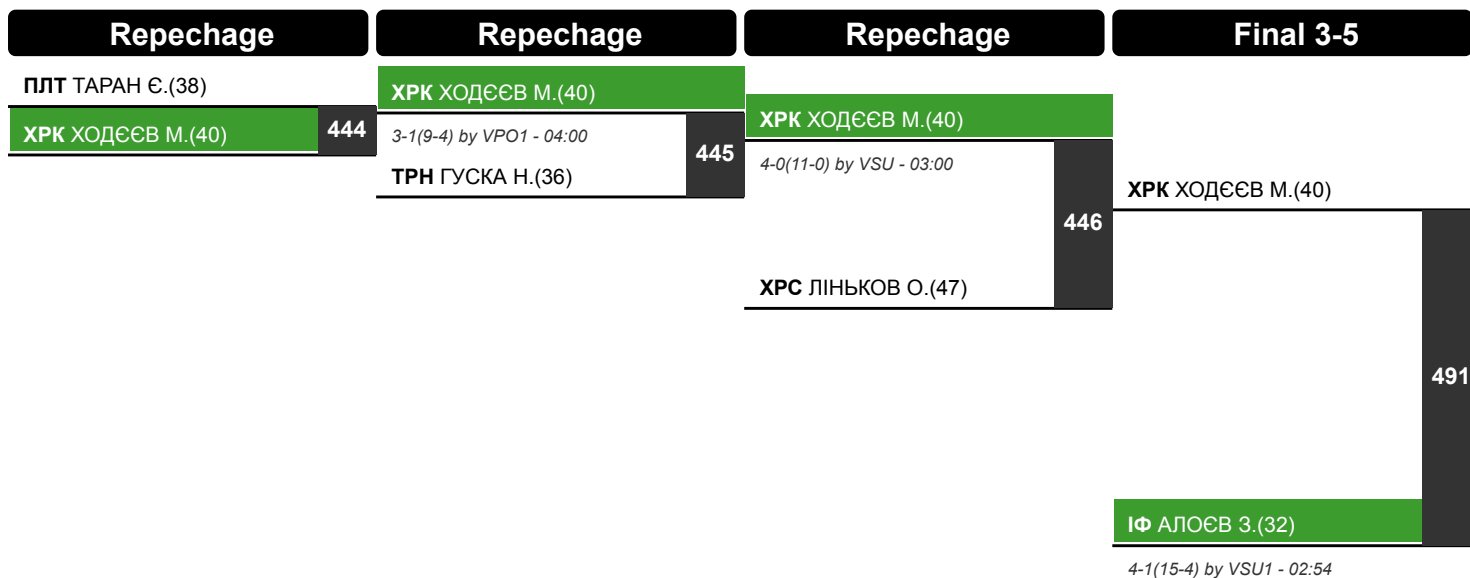 Repechage
ПЛТ ТАРАН Є.(38)
ХРК ХОДЄЄВ М.(40)
444
Repechage
ХРК ХОДЄЄВ М.(40)
3-1(9-4) by VPO1 - 04:00
ТРН ГУСКА Н.(36)
445
Repechage
ХРК ХОДЄЄВ М.(40)
4-0(11-0) by VSU - 03:00
ХРС ЛІНЬКОВ О.(47)
446
Final 3-5
ХРК ХОДЄЄВ М.(40)
491
ІФ АЛОЄВ З.(32)
4-1(15-4) by VSU1 - 02:54